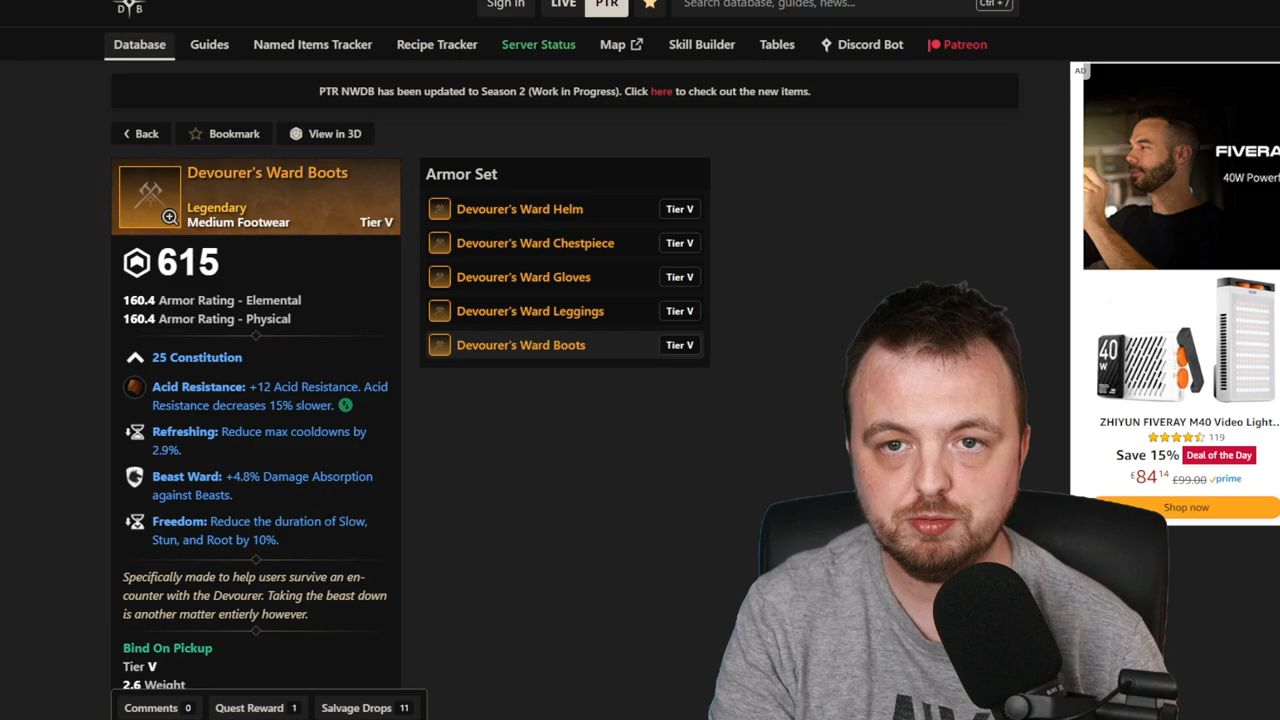 DYB
Sign in
LIVE
PTR
Search database, guides, news...
Ctrl + /
Database
Guides
Named Items Tracker
Recipe Tracker
Server Status
Map
Skill Builder
Tables
Discord Bot
Patreon
PTR NWDB has been updated to Season 2 (Work in Progress). Click here to check out the new items.
Back
Bookmark
View in 3D
Devourer's Ward Boots
Legendary
Medium Footwear
Tier V
615
160.4 Armor Rating - Elemental
160.4 Armor Rating - Physical
25 Constitution
Acid Resistance: +12 Acid Resistance. Acid
Resistance decreases 15% slower.
Refreshing: Reduce max cooldowns by
2.9%.
Beast Ward: +4.8% Damage Absorption
against Beasts.
Freedom: Reduce the duration of Slow,
Stun, and Root by 10%.
Specifically made to help users survive an en-
counter with the Devourer. Taking the beast down
is another matter entierly however.
Bind On Pickup
Tier V
2.6 Weight
Comments 0
Quest Reward 1
Salvage Drops 11
Armor Set
Devourer's Ward Helm Tier V
Devourer's Ward Chestpiece Tier V
Devourer's Ward Gloves Tier V
Devourer's Ward Leggings Tier V
Devourer's Ward Boots Tier V
AD
FIVERA
40W Powerf
40
W
ZHIYUN FIVERAY M40 Video Light...
119
Save 15% Deal of the Day
£84.14 £99.00 prime
Shop now